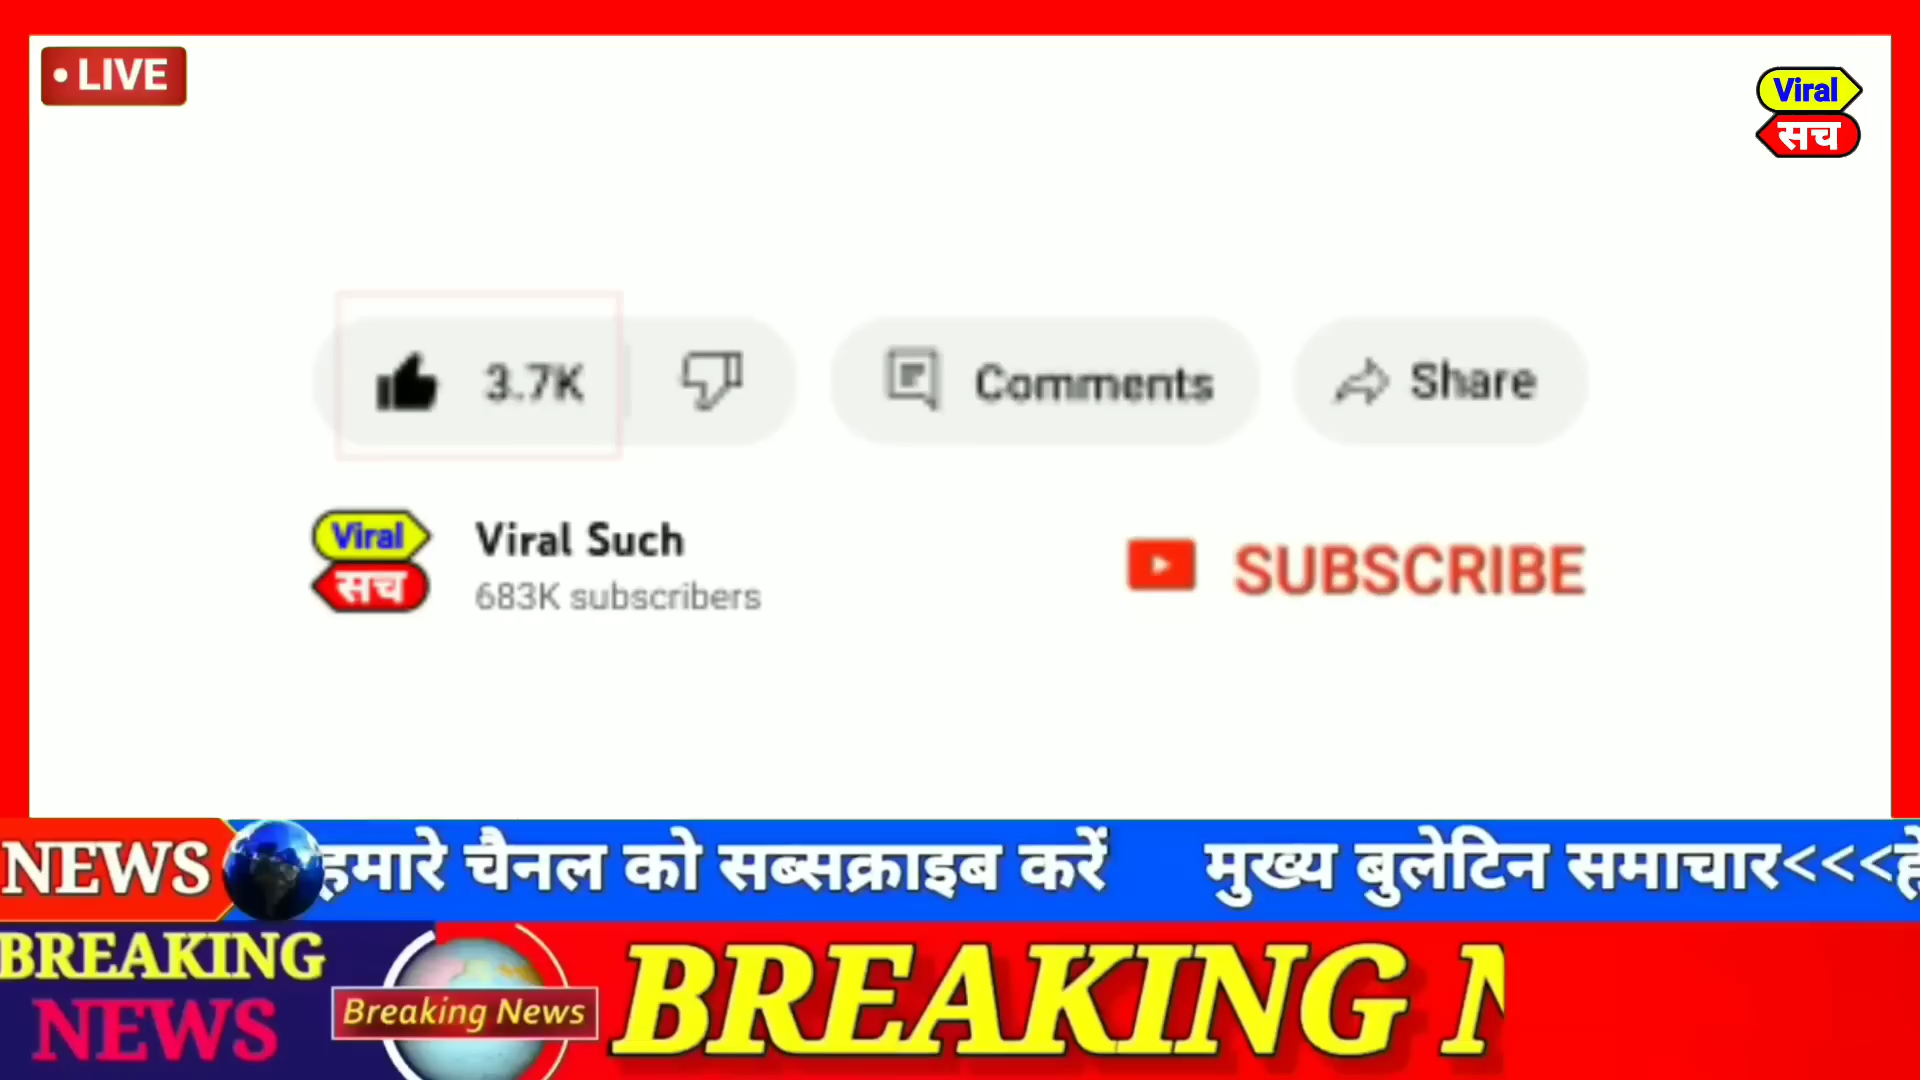 • LIVE
Viral
सच
3.7K
Comments
Share
Viral
सच
Viral Such
683K subscribers
SUBSCRIBE
NEWS
हमारे चैनल को सब्सक्राइब करें मुख्य बुलेटिन समाचार<<<
BREAKING
NEWS
Breaking News
BREAKING